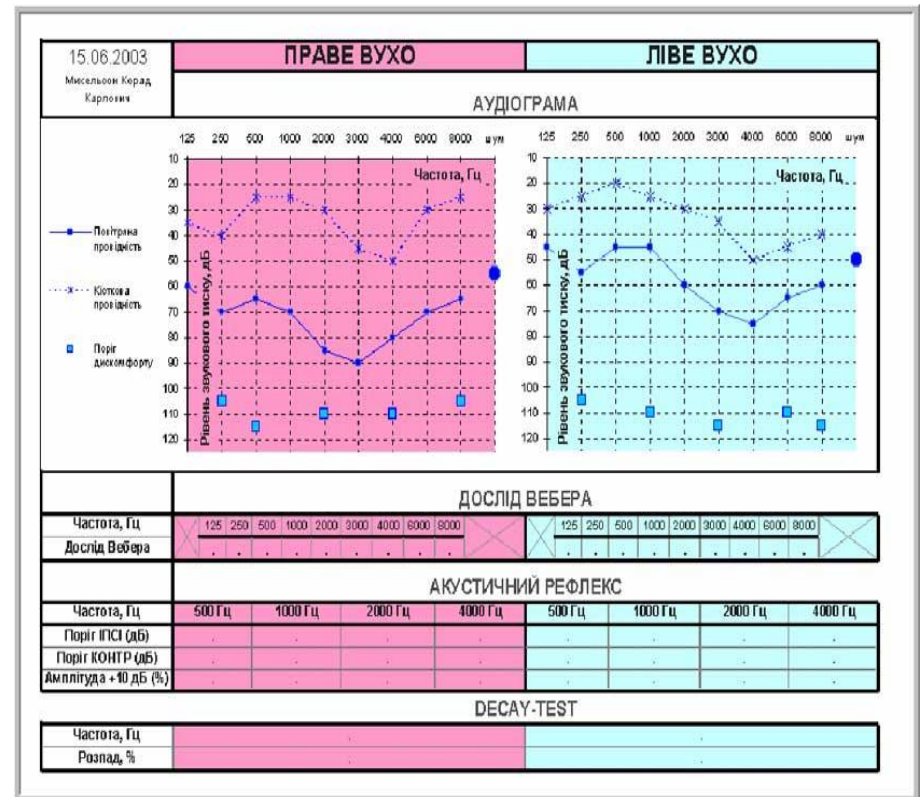 15.06.2003
ПРАВЕ ВУХО
ЛІВЕ ВУХО
Карлович
АУДІОГРАМА
125 250 500 1000 2000 3000 4000 6000 8000 шум
125 250 500 1000 2000 3000 4000 6000 8000 шум
10
20
30
40
50
60
70
80
90
100
110
120
Частота, Гц
Рівень звукового тиску, дБ
10
20
30
40
50
60
70
80
90
100
110
120
Частота, Гц
Рівень звукового тиску, дБ
Повітряна
провідність
Кісткова
провідність
Поріг
дискомфорту
ДОСЛІД ВЕБЕРА
Частота, Гц 125 250 500 1000 2000 3000 4000 6000 8000 125 250 500 1000 2000 3000 4000 6000 8000
Дослід Вебера
АКУСТИЧНИЙ РЕФЛЕКС
Частота, Гц 500 Гц 1000 Гц 2000 Гц 4000 Гц 500 Гц 1000 Гц 2000 Гц 4000 Гц
Поріг ІПСІ (дБ)
Поріг КОНТР (дБ)
Амплітуда +10 дБ (%)
DECAY-TEST
Частота, Гц
Розпад, %